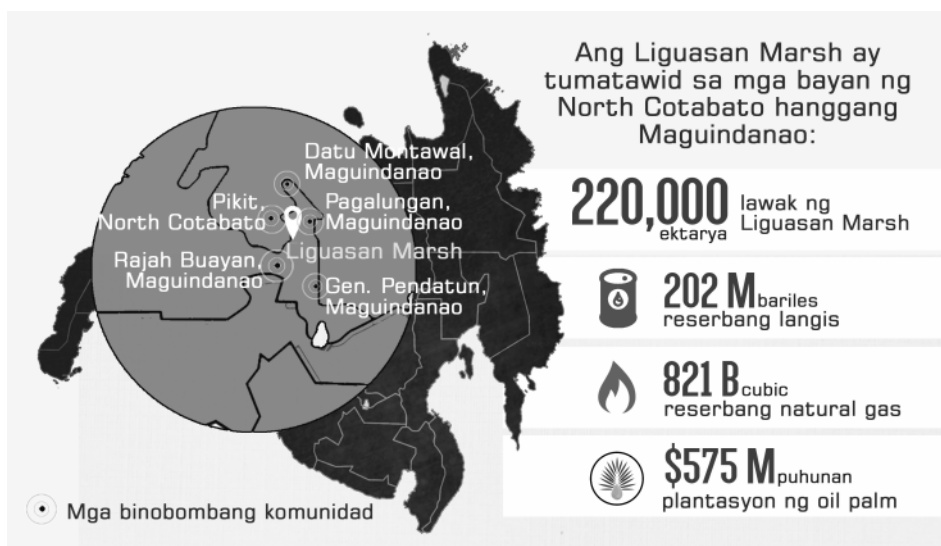 Ang Liguasan Marsh ay
tumatawid sa mga bayan ng
North Cotabato hanggang
Maguindanao:
220,000
ektarya
lawak ng
Liguasan Marsh
202 M bariles
reserbang langis
821 B cubic
reserbang natural gas
$575 M puhunan
plantasyon ng oil palm
Datu Montawal,
Maguindanao
Pikit,
North Cotabato
Pagalungan,
Maguindanao
Liguasan Marsh
Rajah Buayan,
Maguindanao
Gen. Pendatun,
Maguindanao
Mga binobombang komunidad